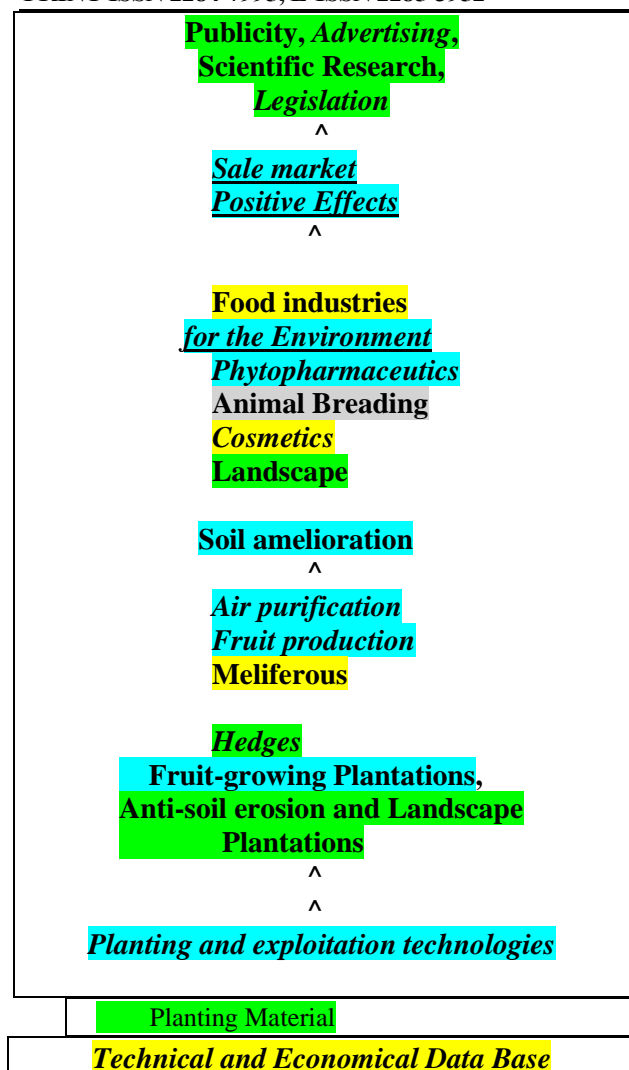 Publicity, Advertising,
Scientific Research,
Legislation
^
Sale market
Positive Effects
^
Food industries
for the Environment
Phytopharmaceutics
Animal Breading
Cosmetics
Landscape
Soil amelioration
^
Air purification
Fruit production
Meliferous
Hedges
Fruit-growing Plantations,
Anti-soil erosion and Landscape
Plantations
^
^
Planting and exploitation technologies
Planting Material
Technical and Economical Data Base